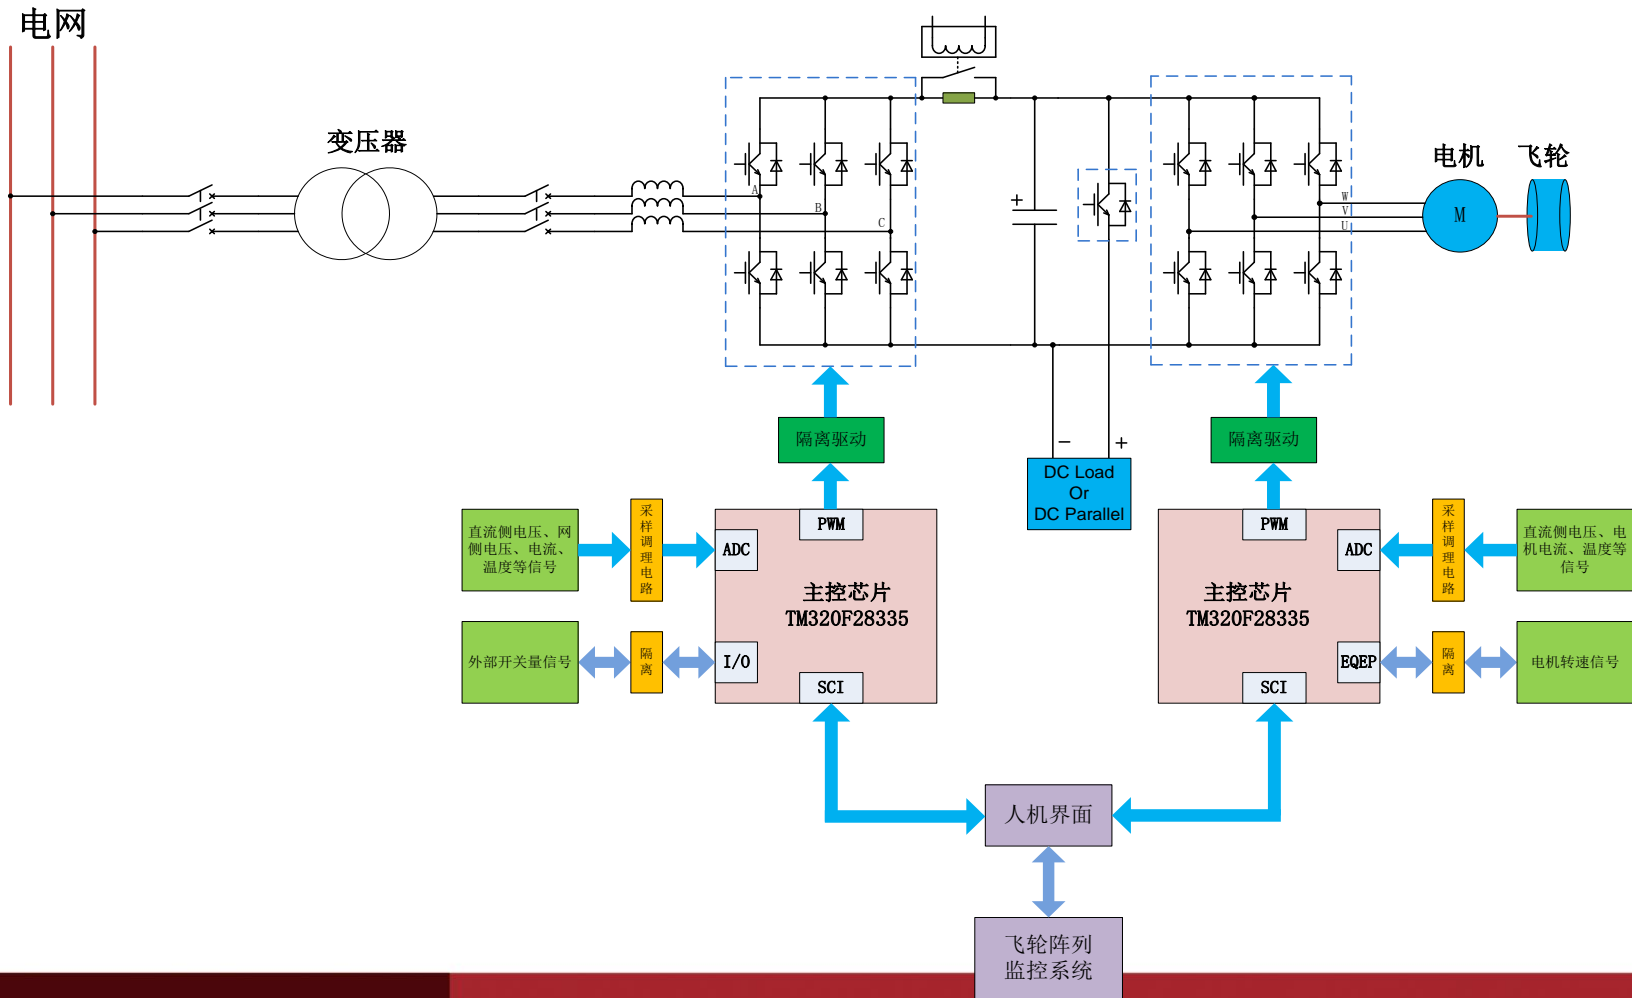 电网
变压器
电机
飞轮
A
B
C
+
W
V
U
M
隔离驱动
隔离驱动
−
+
DC Load
Or
DC Parallel
直流侧电压、网
侧电压、电流、
温度等信号
采
样
调
理
电
路
ADC
PWM
主控芯片
TM320F28335
外部开关量信号
隔
离
I/O
SCI
PWM
ADC
主控芯片
TM320F28335
EQEP
SCI
采
样
调
理
电
路
直流侧电压、电
机电流、温度等
信号
隔
离
电机转速信号
人机界面
飞轮阵列
监控系统